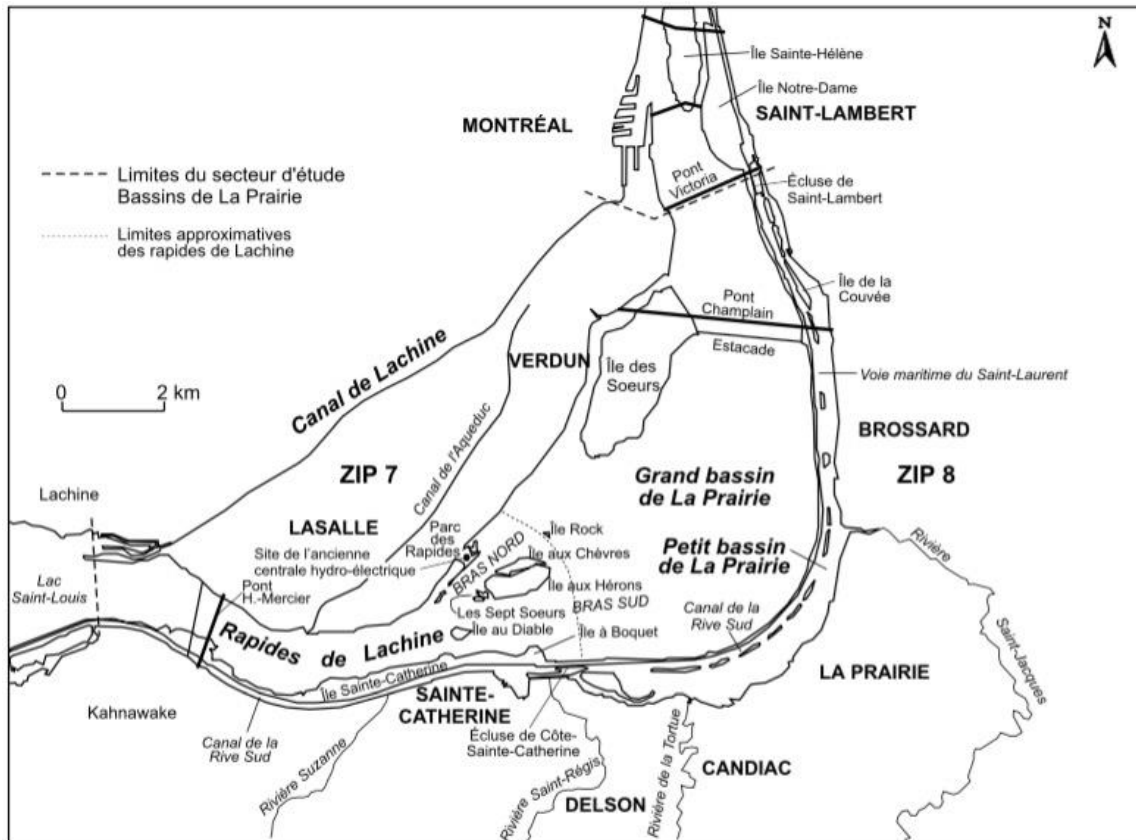 N
Île Sainte-Hélène
Île Notre-Dame
MONTRÉAL
SAINT-LAMBERT
Limites du secteur d'étude
Bassins de La Prairie
Pont
Victoria
Écluse de
Saint-Lambert
Limites approximatives
des rapides de Lachine
Île de la
Couvée
Pont
Champlain
Estacade
Canal de Lachine
VERDUN
Île des
Soeurs
Voie maritime du Saint-Laurent
0 2 km
BROSSARD
Canal de l'Aqueduc
ZIP 7
Grand bassin
de La Prairie
ZIP 8
Lachine
LASALLE
Parc
des
Rapides
Île Rock
Rivière
Site de l'ancienne
centrale hydro-électrique
BRAS NORD
Île aux Chèvres
Petit bassin
de La Prairie
Lac
Saint-Louis
Pont
H.-Mercier
Île aux Hérons
Les Sept Soeurs
BRAS SUD
Canal de la
Rive Sud
Rapides de Lachine
Île au Diable
Île à Boquet
Saint-Jacques
Île Sainte-Catherine
LA PRAIRIE
Kahnawake
SAINTE-
CATHERINE
Canal de la
Rive Sud
Écluse de Côte-
Sainte-Catherine
Rivière Suzanne
Rivière Saint-Régis
Rivière de la Tortue
CANDIAC
DELSON